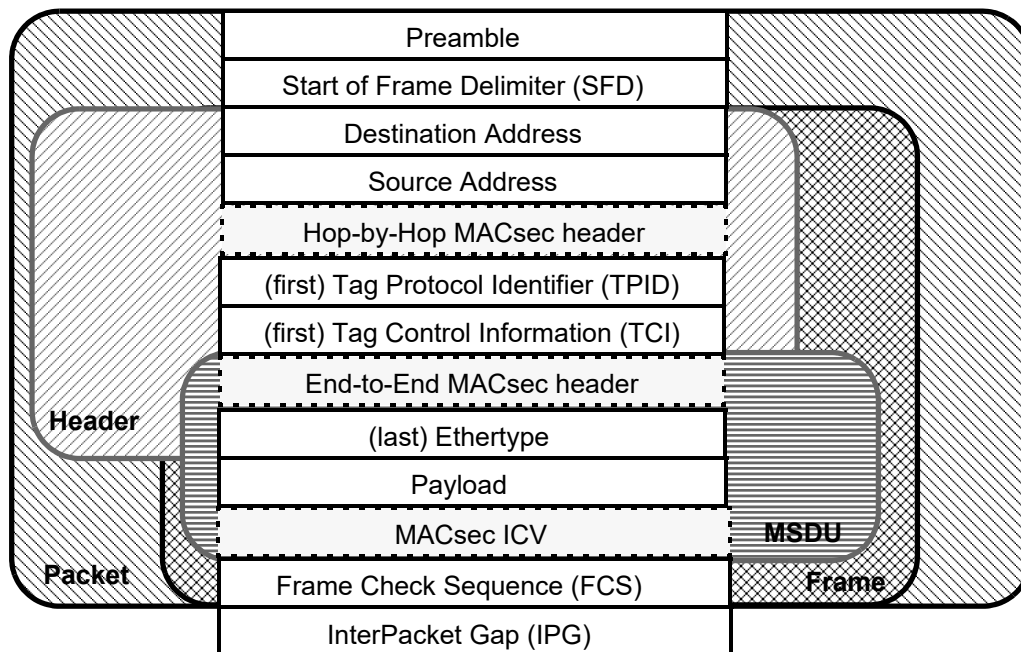 Preamble
Start of Frame Delimiter (SFD)
Destination Address
Source Address
Hop-by-Hop MACsec header
(first) Tag Protocol Identifier (TPID)
(first) Tag Control Information (TCI)
End-to-End MACsec header
Header
(last) Ethertype
Payload
MACsec ICV
MSDU
Packet
Frame Check Sequence (FCS)
Frame
InterPacket Gap (IPG)